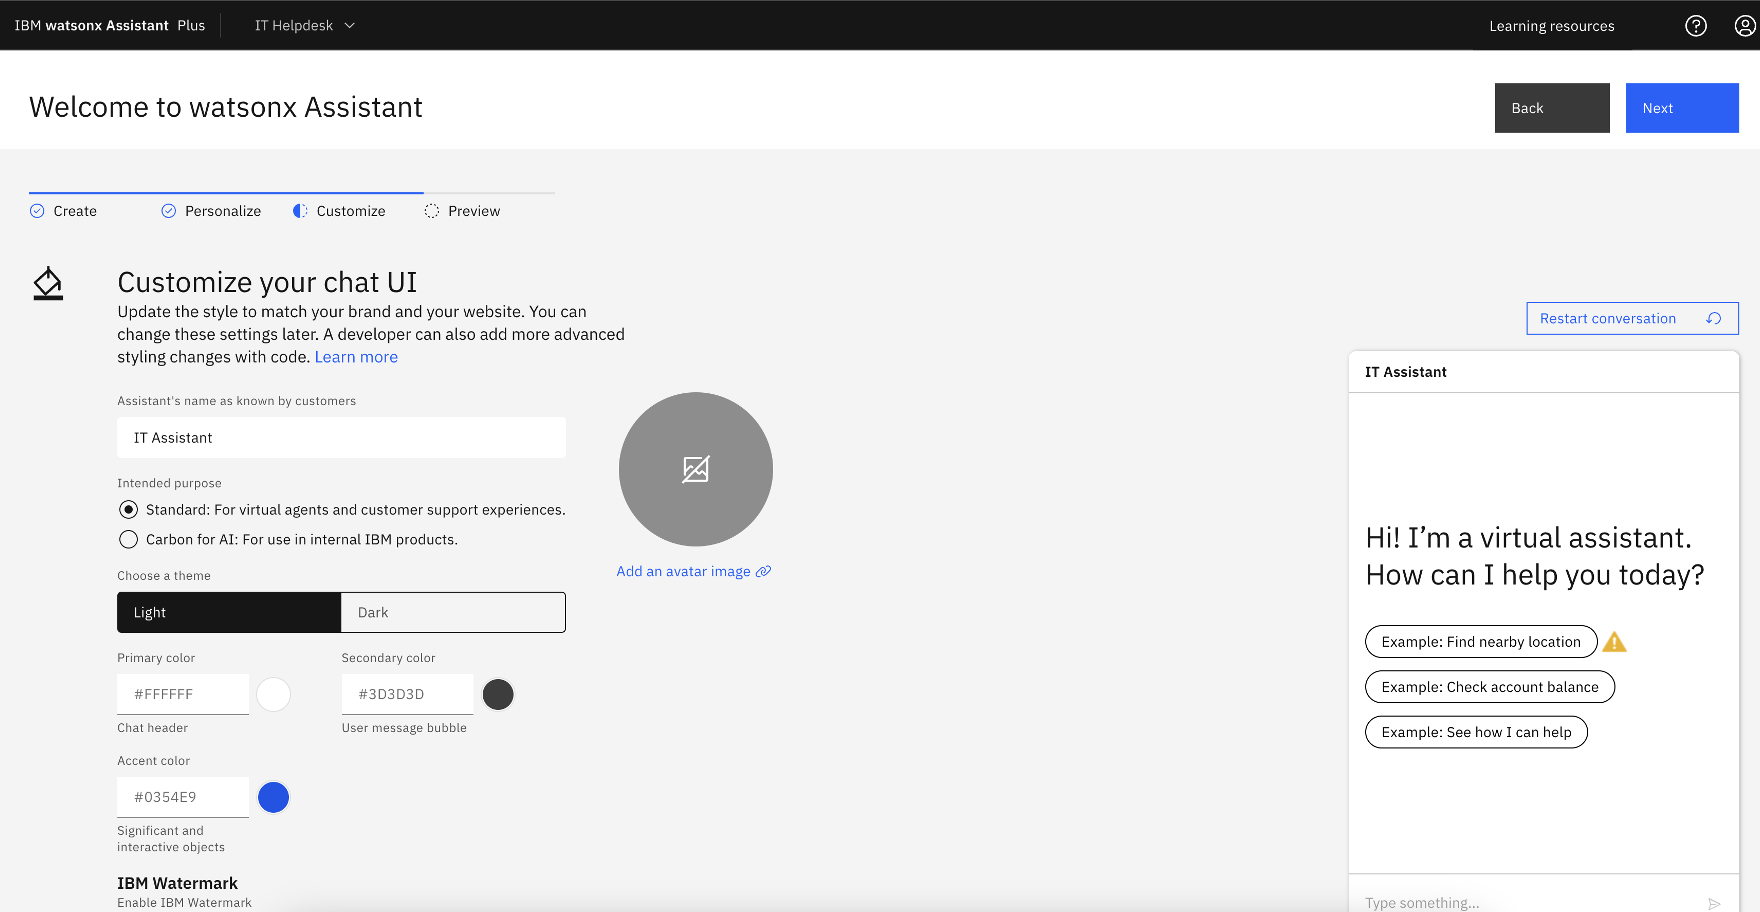 IBM watsonx Assistant Plus
IT Helpdesk
Learning resources
Welcome to watsonx Assistant
Back
Next
Create
Personalize
Customize
Preview
Customize your chat UI
Update the style to match your brand and your website. You can
change these settings later. A developer can also add more advanced
styling changes with code. Learn more
Assistant's name as known by customers
IT Assistant
Intended purpose
Standard: For virtual agents and customer support experiences.
Carbon for AI: For use in internal IBM products.
Choose a theme
Light
Dark
Primary color
#FFFFFF
Chat header
Secondary color
#3D3D3D
User message bubble
Accent color
#0354E9
Significant and
interactive objects
IBM Watermark
Enable IBM Watermark
Add an avatar image
Restart conversation
IT Assistant
Hi! I’m a virtual assistant.
How can I help you today?
Example: Find nearby location
Example: Check account balance
Example: See how I can help
Type something...